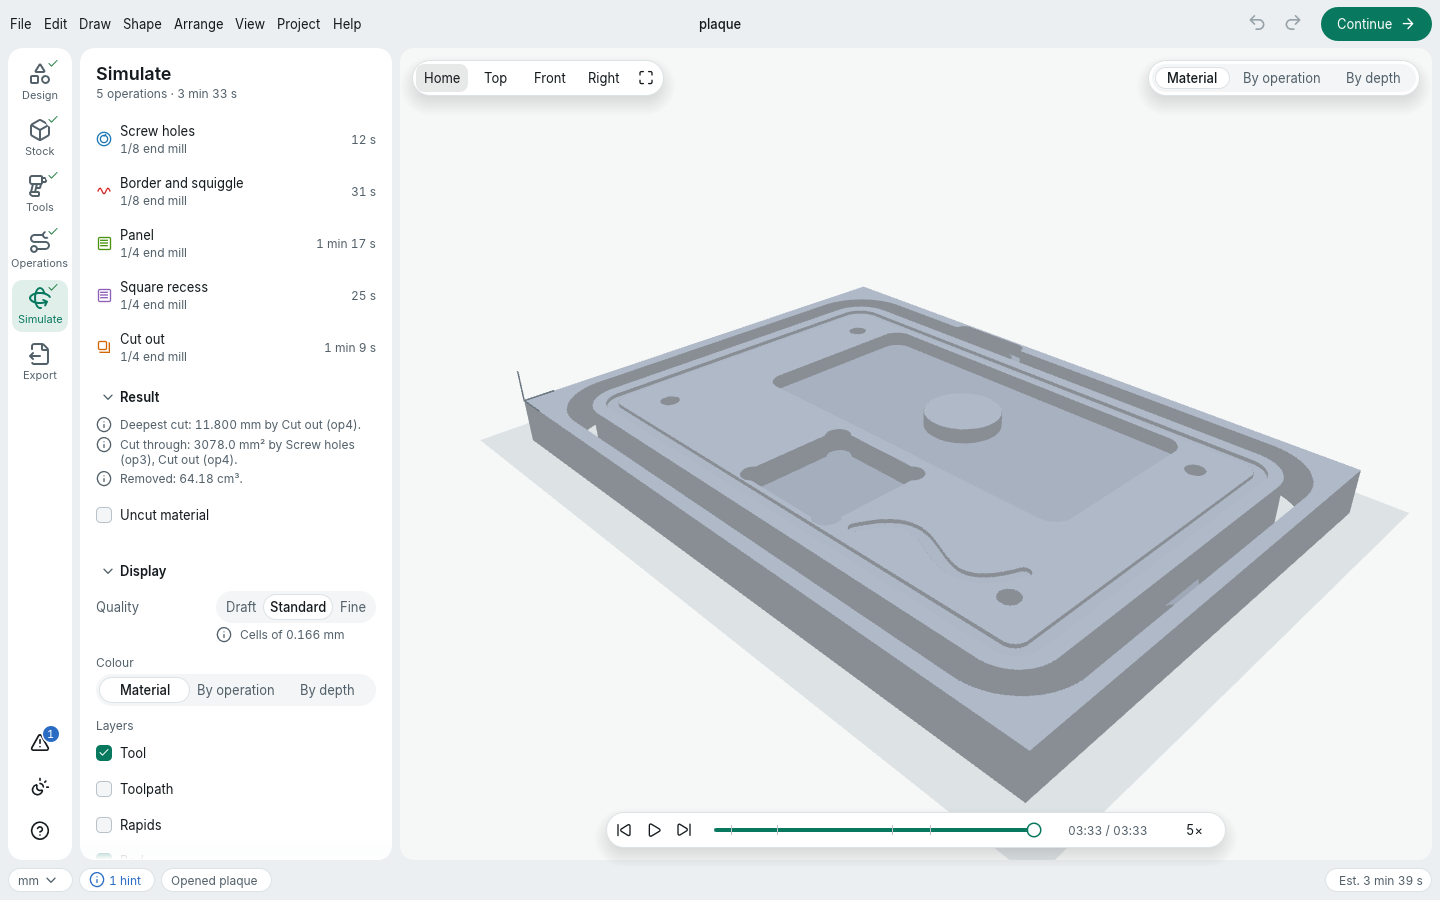 File Edit Draw Shape Arrange View Project Help
plaque
Continue
Design
Stock
Tools
Operations
Simulate
Export
1
Simulate
5 operations · 3 min 33 s
Screw holes
1/8 end mill
12 s
Border and squiggle
1/8 end mill
31 s
Panel
1/4 end mill
1 min 17 s
Square recess
1/4 end mill
25 s
Cut out
1/4 end mill
1 min 9 s
Result
Deepest cut: 11.800 mm by Cut out (op4).
Cut through: 3078.0 mm² by Screw holes
(op3), Cut out (op4).
Removed: 64.18 cm³.
Uncut material
Display
Quality
Draft Standard Fine
Cells of 0.166 mm
Colour
Material By operation By depth
Layers
Tool
Toolpath
Rapids
Home Top Front Right
Material By operation By depth
03:33 / 03:33
5×
mm
1 hint
Opened plaque
Est. 3 min 39 s